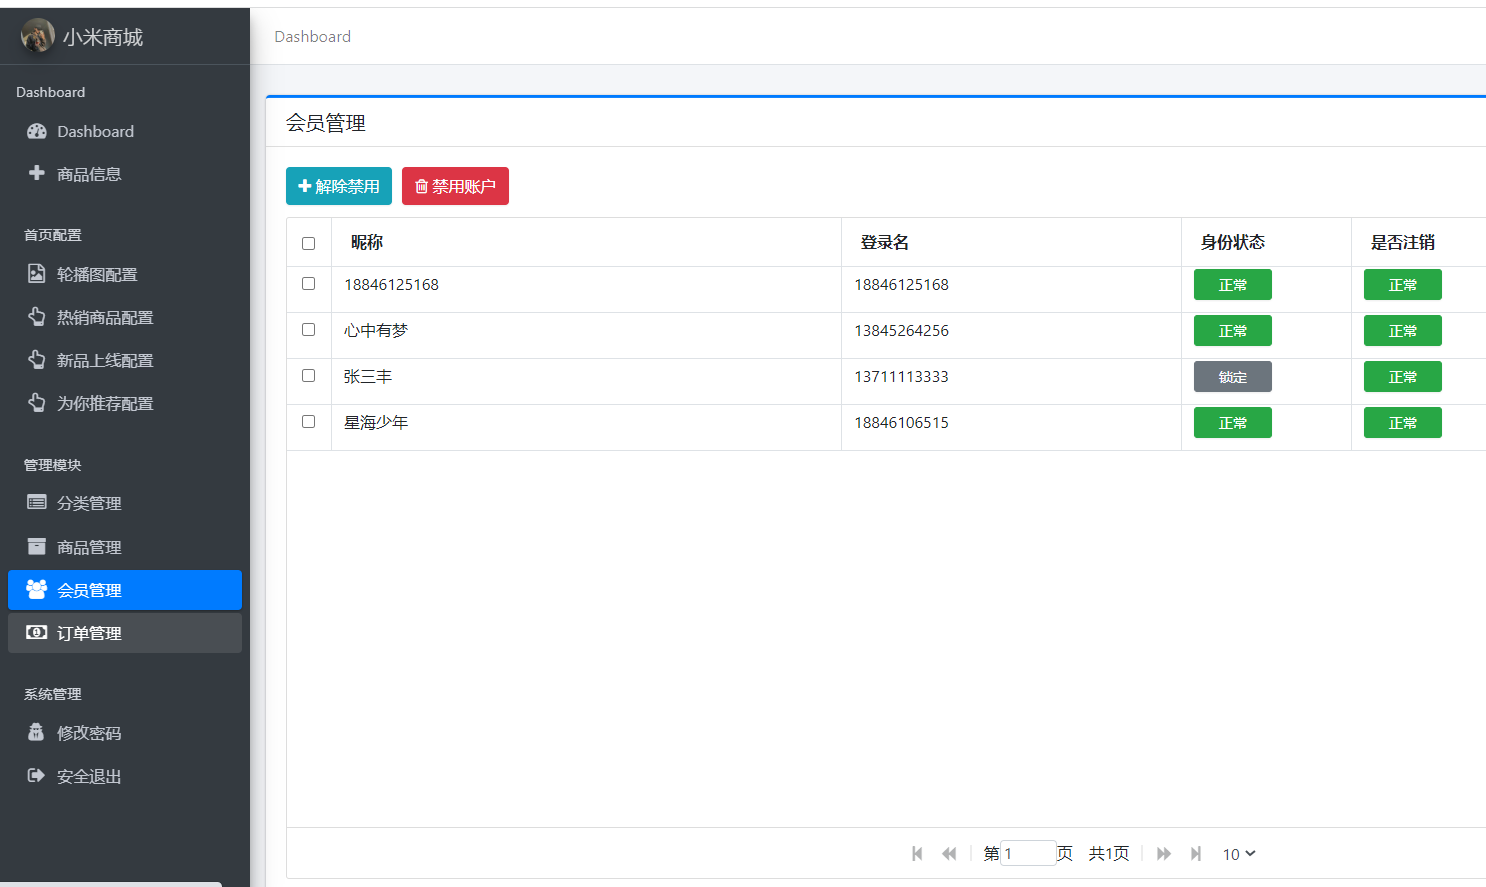 小米商城
Dashboard
Dashboard
Dashboard
商品信息
首页配置
轮播图配置
热销商品配置
新品上线配置
为你推荐配置
管理模块
分类管理
商品管理
会员管理
订单管理
系统管理
修改密码
安全退出
会员管理
解除禁用 禁用账户
昵称 登录名 身份状态 是否注销
18846125168 18846125168 正常 正常
心中有梦 13845264256 正常 正常
张三丰 13711113333 锁定 正常
星海少年 18846106515 正常 正常
第 1 页 共1页 10